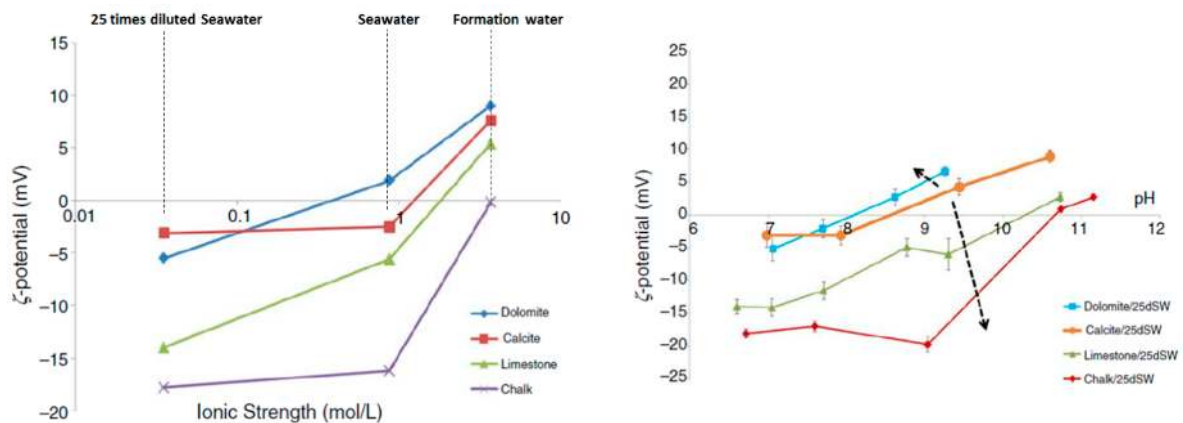 25 times diluted Seawater
Seawater
Formation water
15
10
5
0
−5
−10
−15
−20
0.01
0.1
1
10
ζ-potential (mV)
Ionic Strength (mol/L)
Dolomite
Calcite
Limestone
Chalk
25
20
15
10
5
0
−5
−10
−15
−20
−25
6
7
8
9
10
11
12
pH
ζ-potential (mV)
Dolomite/25dSW
Calcite/25dSW
Limestone/25dSW
Chalk/25dSW